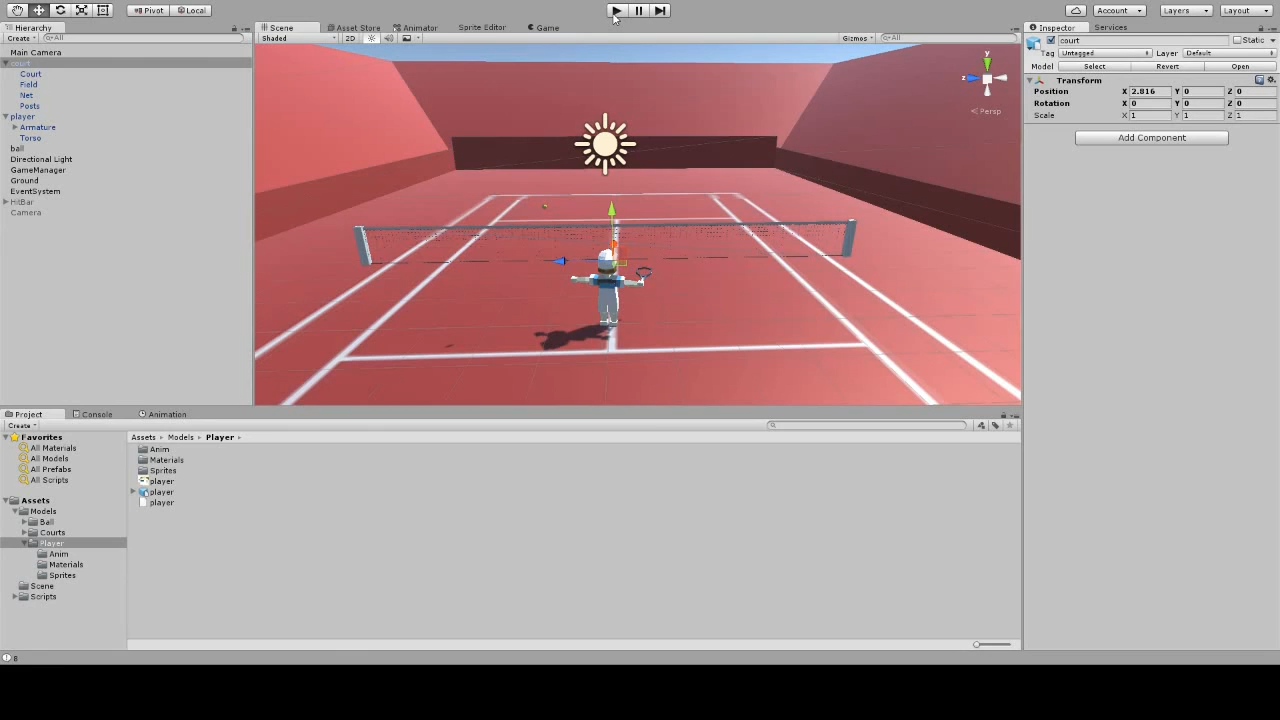 Pivot Local Account Layers Layout
Hierarchy Scene Asset Store Animator Sprite Editor Game Inspector Services
Create All Shaded 2D Gizmos All court Static
Main Camera Tag Untagged Layer Default
court Model Select Revert Open
Court Transform
Field Position X 2.816 Y 0 Z 0
Net Rotation X 0 Y 0 Z 0
Posts Scale X 1 Y 1 Z 1
player
Armature
Torso Add Component
ball
Directional Light
GameManager
Ground
EventSystem
HitBar
Camera
y
z
Persp
Project Console Animation
Create
Favorites Assets Models Player
All Materials Anim
All Models Materials
All Prefabs Sprites
All Scripts player
player
Assets player
Models
Ball
Courts
Player
Anim
Materials
Sprites
Scene
Scripts
8